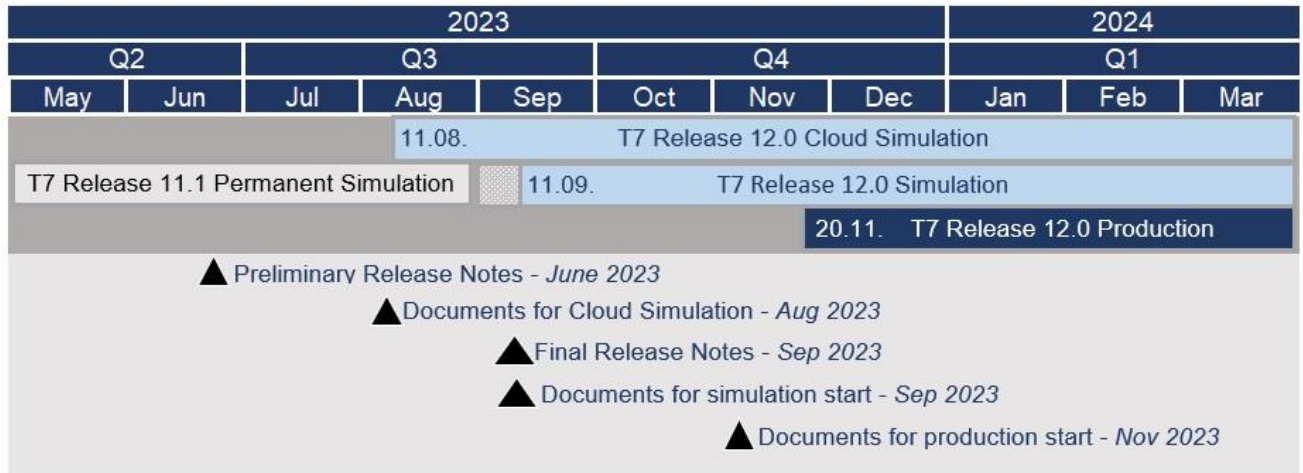 2023 2024
Q2 Q3 Q4 Q1
May Jun Jul Aug Sep Oct Nov Dec Jan Feb Mar
11.08. T7 Release 12.0 Cloud Simulation
T7 Release 11.1 Permanent Simulation 11.09. T7 Release 12.0 Simulation
20.11. T7 Release 12.0 Production
Preliminary Release Notes - June 2023
Documents for Cloud Simulation - Aug 2023
Final Release Notes - Sep 2023
Documents for simulation start - Sep 2023
Documents for production start - Nov 2023